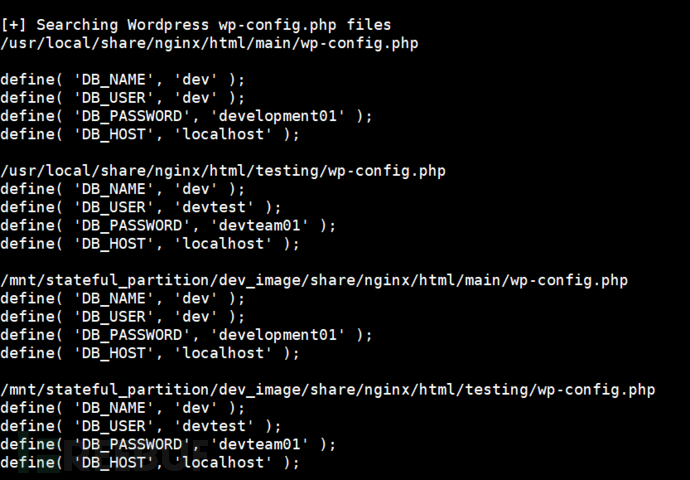 [+] Searching Wordpress wp-config.php files
/usr/local/share/nginx/html/main/wp-config.php
define( 'DB_NAME', 'dev' );
define( 'DB_USER', 'dev' );
define( 'DB_PASSWORD', 'development01' );
define( 'DB_HOST', 'localhost' );
/usr/local/share/nginx/html/testing/wp-config.php
define( 'DB_NAME', 'dev' );
define( 'DB_USER', 'devtest' );
define( 'DB_PASSWORD', 'devteam01' );
define( 'DB_HOST', 'localhost' );
/mnt/stateful_partition/dev_image/share/nginx/html/main/wp-config.php
define( 'DB_NAME', 'dev' );
define( 'DB_USER', 'dev' );
define( 'DB_PASSWORD', 'development01' );
define( 'DB_HOST', 'localhost' );
/mnt/stateful_partition/dev_image/share/nginx/html/testing/wp-config.php
define( 'DB_NAME', 'dev' );
define( 'DB_USER', 'devtest' );
define( 'DB_PASSWORD', 'devteam01' );
define( 'DB_HOST', 'localhost' );